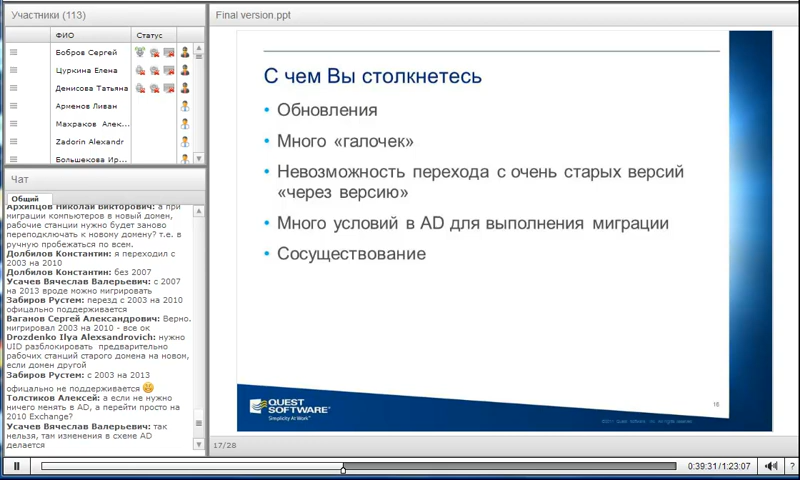 Участники (113)
ФИО
Статус
Бобров Сергей
Цуркина Елена
Денисова Татьяна
Арменов Ливан
Махраков Алек...
Zadorin Alexandr
Большекова Ир...
Чат
Общий
Архипцов Николай Викторович: а при
миграции компьютеров в новый домен,
рабочие станции нужно будет заново
переподключать к новому домену? т.е. в
ручную пробежаться по всем.
Долбилов Константин: я переходил с
2003 на 2010
Долбилов Константин: без 2007
Усачев Вячеслав Валерьевич: с 2007
на 2013 вроде можно мигрировать
Забиров Рустем: перезд с 2003 на 2010
официально поддерживается
Ваганов Сергей Александрович: Верно.
мигрировал 2003 на 2010 - все ок
Drozdenko Ilya Alexsandrovich: нужно
UID разблокировать предварительно
рабочих станций старого домена на новом,
если домен другой
Забиров Рустем: с 2003 на 2013
офицально не поддерживается
Толстиков Алексей: а если не нужно
ничего менять в AD, а перейти просто на
2010 Exchange?
Усачев Вячеслав Валерьевич: так
нельзя, там изменения в схеме AD
делается
Final version.ppt
С чем Вы столкнетесь
• Обновления
• Много «галочек»
• Невозможность перехода с очень старых версий
«через версию»
• Много условий в AD для выполнения миграции
• Сосуществование
QUEST
SOFTWARE
Simplicity At Work
16
17/28
0:39:31/1:23:07
?